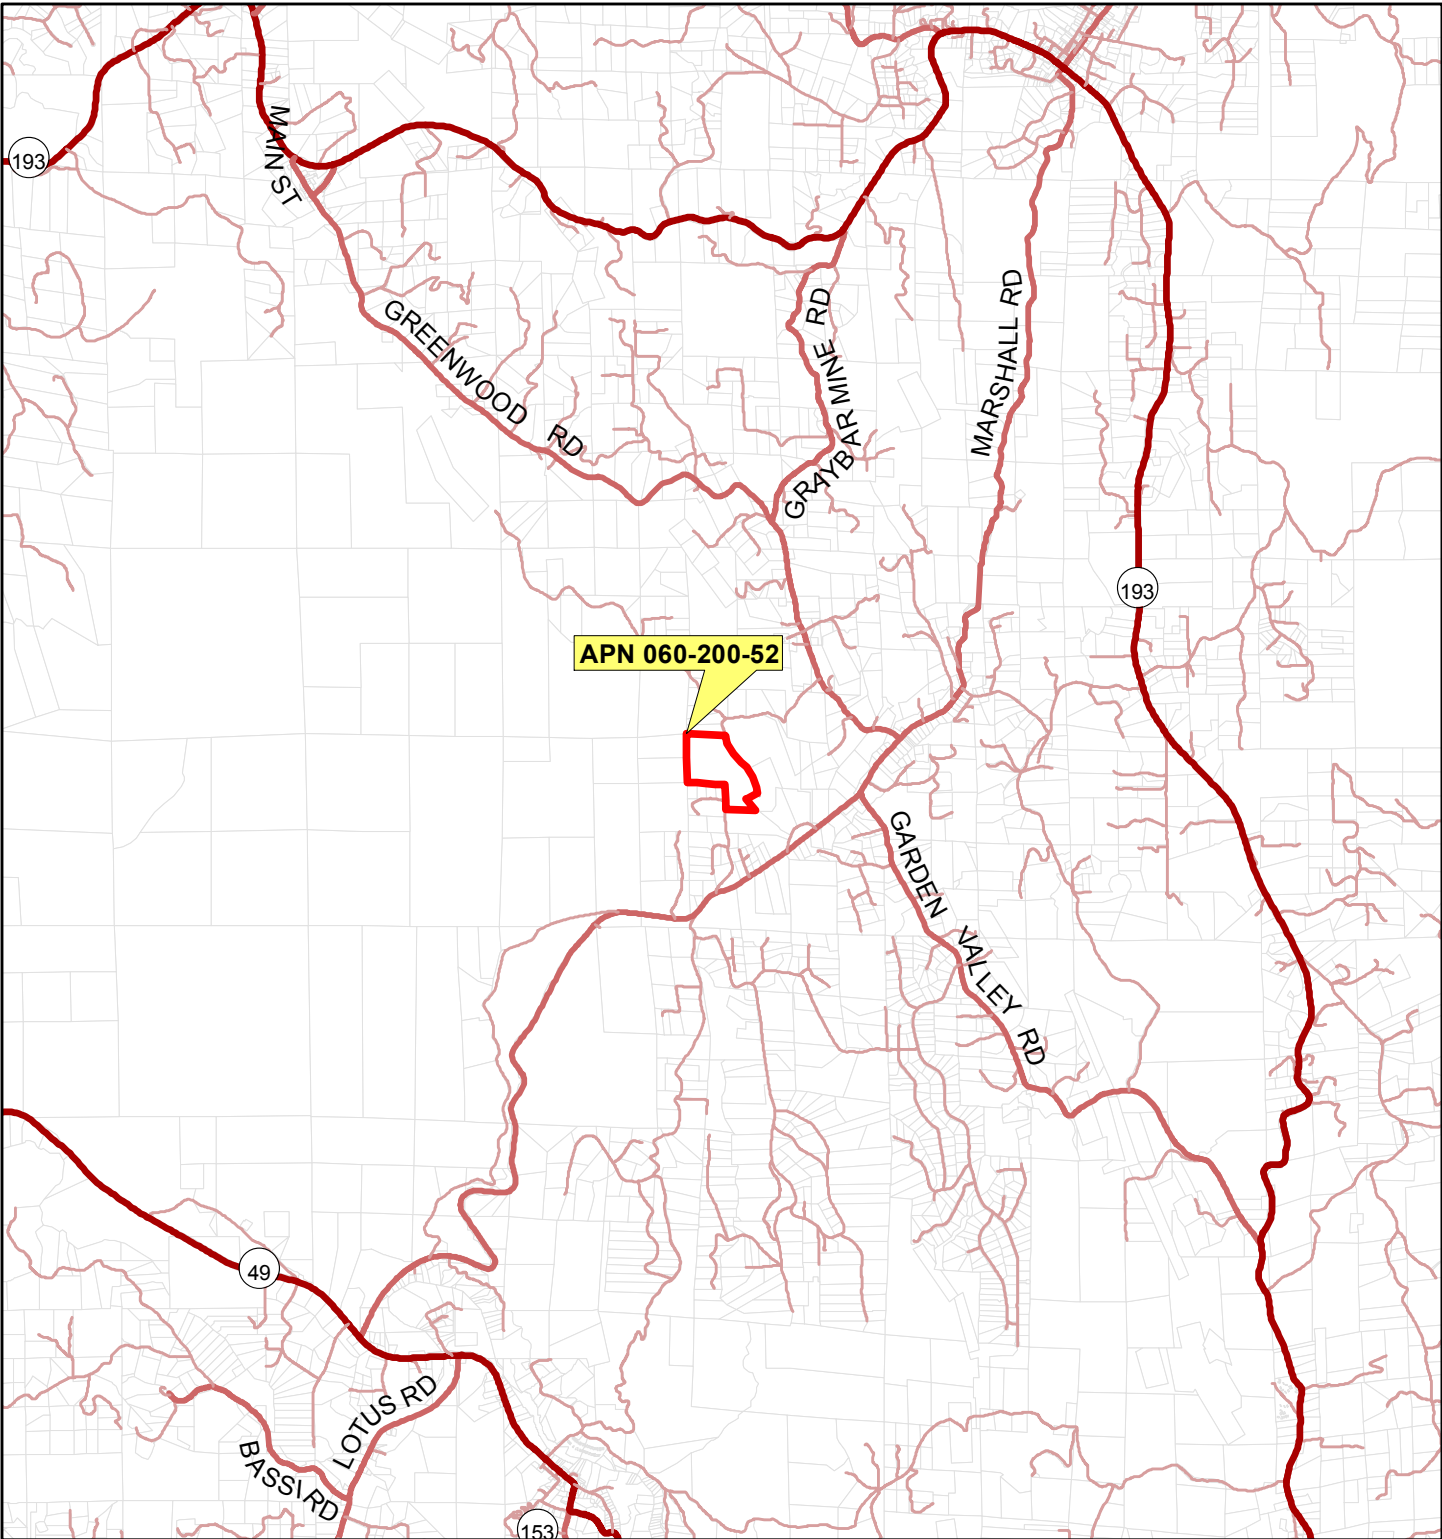 193
MAIN ST
GREENWOOD RD
GRAYBAR MINE RD
MARSHALL RD
193
APN 060-200-52
GARDEN VALLEY RD
49
LOTUS RD
BASSI RD
153